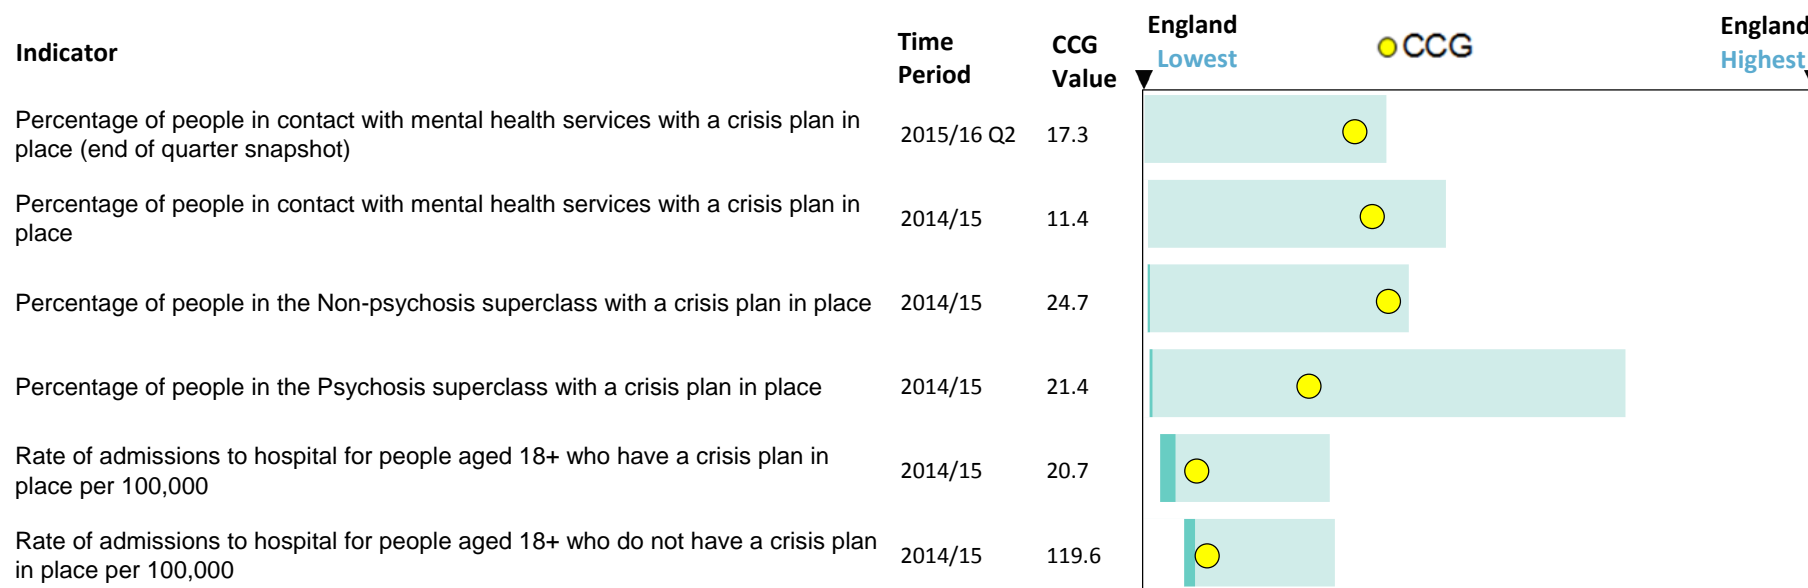 Indicator
Time Period
CCG Value
England
Lowest
CCG
England
Highest
Percentage of people in contact with mental health services with a crisis plan in
place (end of quarter snapshot)
2015/16 Q2
17.3
Percentage of people in contact with mental health services with a crisis plan in
place
2014/15
11.4
Percentage of people in the Non-psychosis superclass with a crisis plan in place
2014/15
24.7
Percentage of people in the Psychosis superclass with a crisis plan in place
2014/15
21.4
Rate of admissions to hospital for people aged 18+ who have a crisis plan in
place per 100,000
2014/15
20.7
Rate of admissions to hospital for people aged 18+ who do not have a crisis plan
in place per 100,000
2014/15
119.6